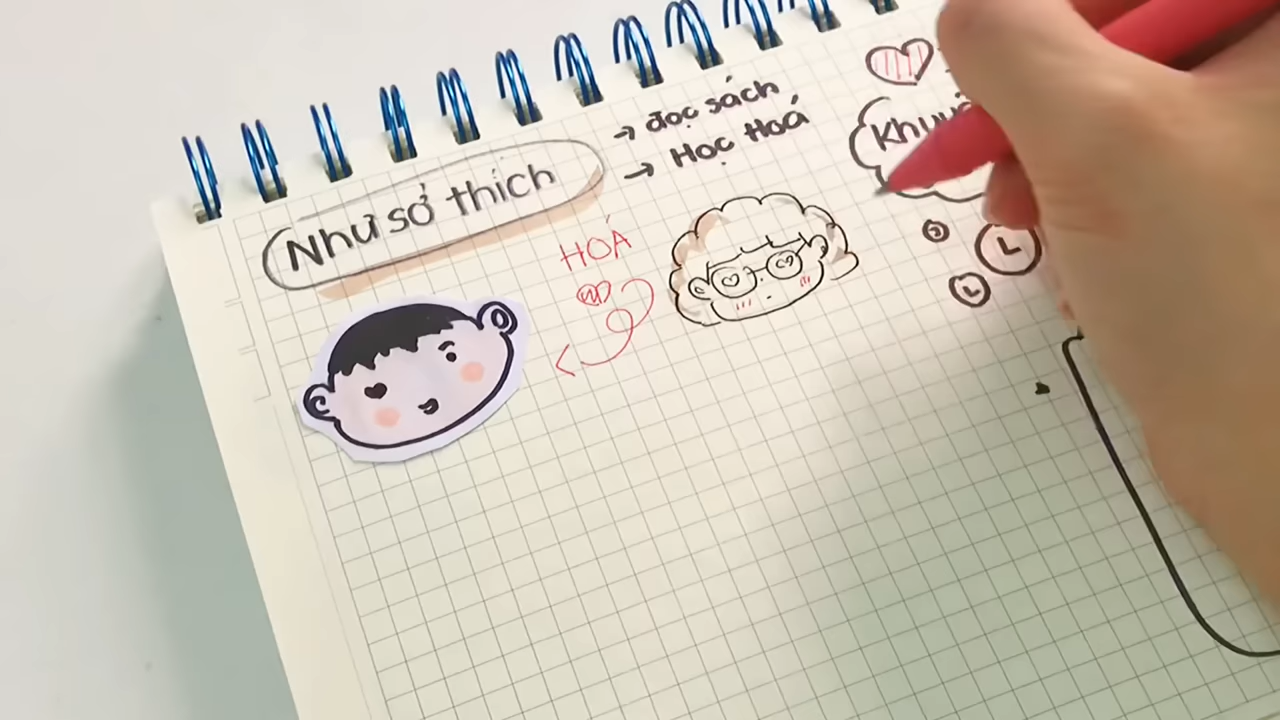 Như sở thích
→ đọc sách
→ Học Hoá
HOÁ